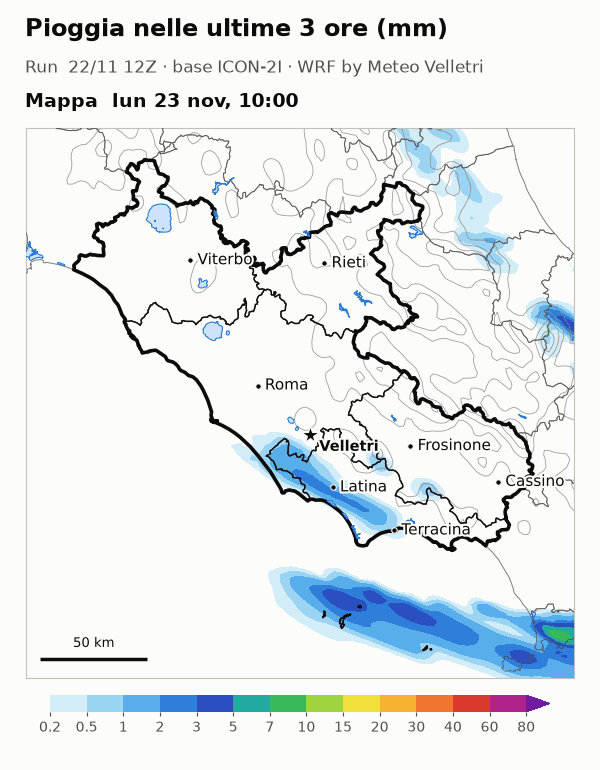 Pioggia nelle ultime 3 ore (mm)
Run  22/11 12Z · base ICON-2I · WRF by Meteo Velletri
Mappa  lun 23 nov, 10:00
Viterbo
Rieti
Roma
Velletri
Frosinone
Cassino
Latina
Terracina
50 km
0.2 0.5 1 2 3 5 7 10 15 20 30 40 60 80